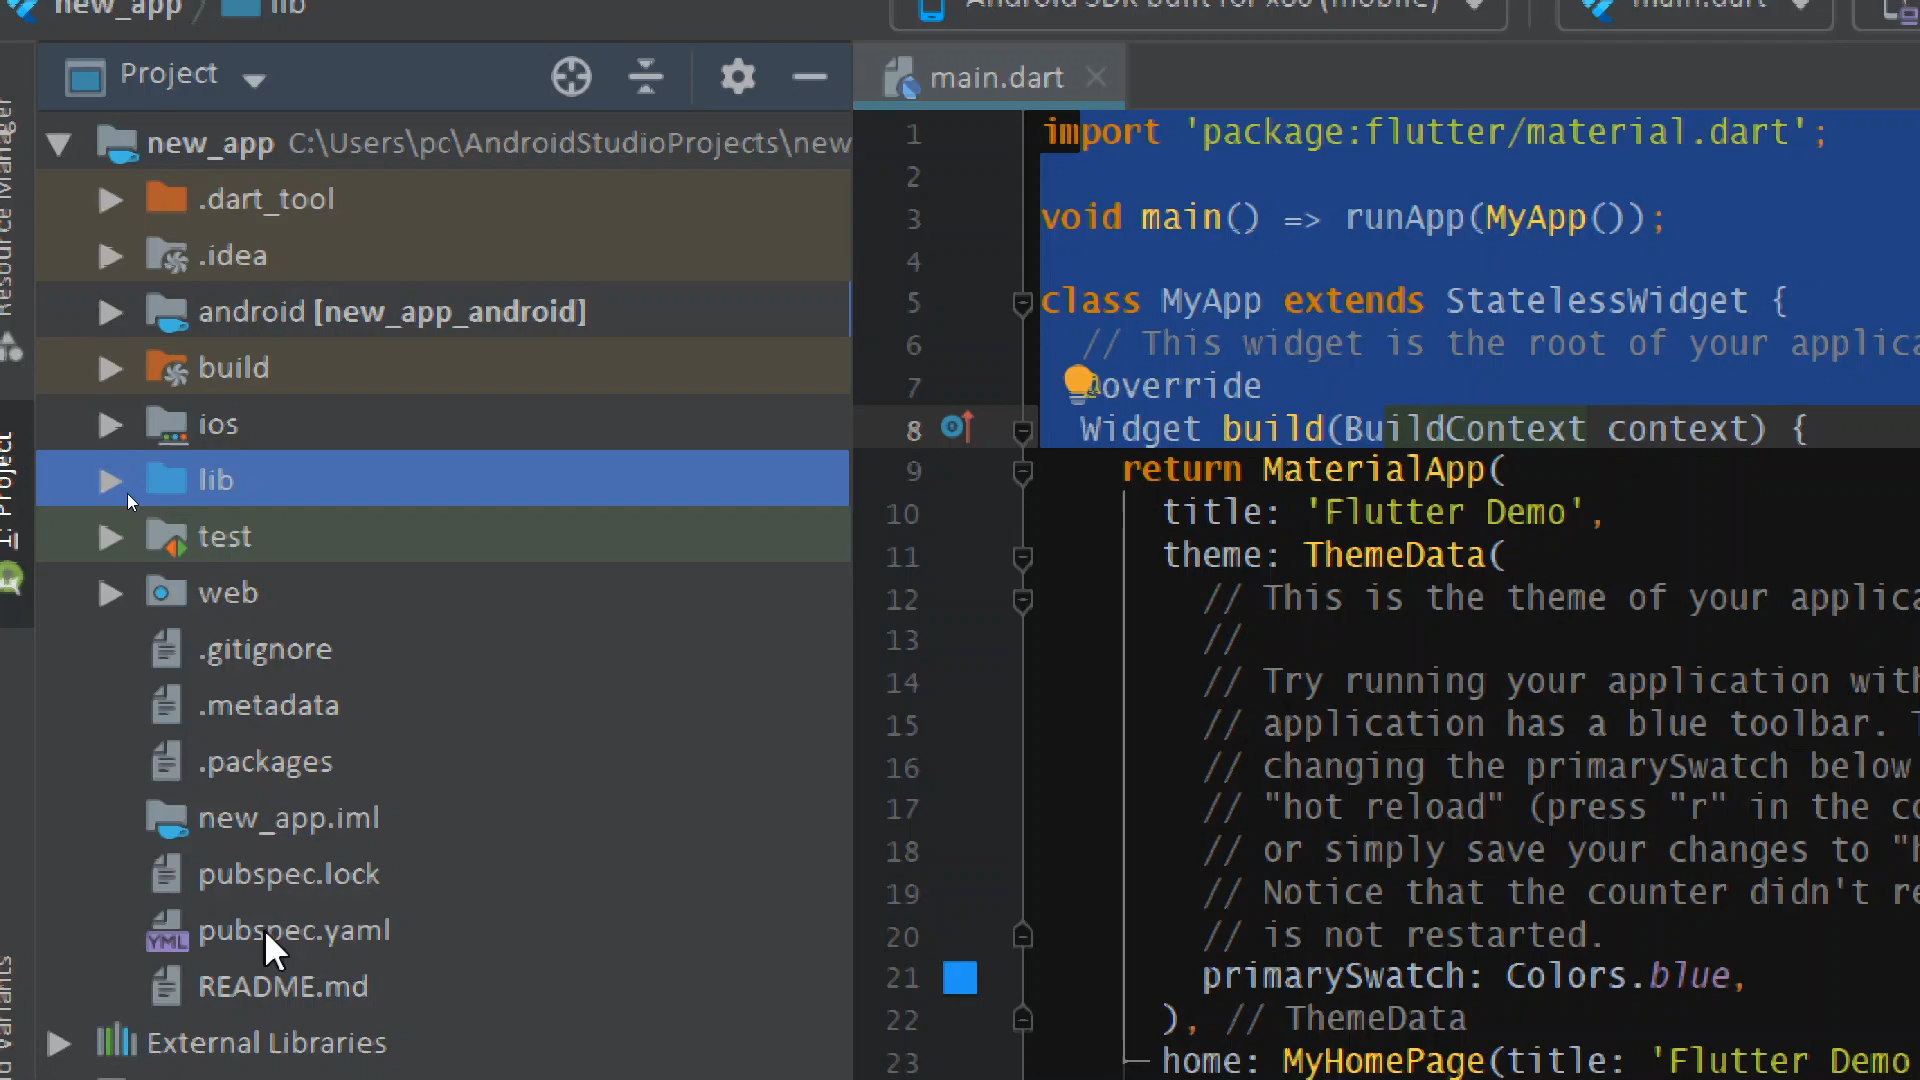 new_app
lib
Android SDK built for x86 (mobile)
main.dart
Project
main.dart
Resource Manager
1: Project
new_app C:\Users\pc\AndroidStudioProjects\new
.dart_tool
.idea
android [new_app_android]
build
ios
lib
test
web
.gitignore
.metadata
.packages
new_app.iml
pubspec.lock
YML
pubspec.yaml
README.md
External Libraries
1 import 'package:flutter/material.dart';
2
3 void main() => runApp(MyApp());
4
5 class MyApp extends StatelessWidget {
6 // This widget is the root of your applica
7 @override
8 Widget build(BuildContext context) {
9 return MaterialApp(
10 title: 'Flutter Demo',
11 theme: ThemeData(
12 // This is the theme of your applica
13 //
14 // Try running your application with
15 // application has a blue toolbar.
16 // changing the primarySwatch below
17 // "hot reload" (press "r" in the co
18 // or simply save your changes to "h
19 // Notice that the counter didn't re
20 // is not restarted.
21 primarySwatch: Colors.blue,
22 ), // ThemeData
23 home: MyHomePage(title: 'Flutter Demo